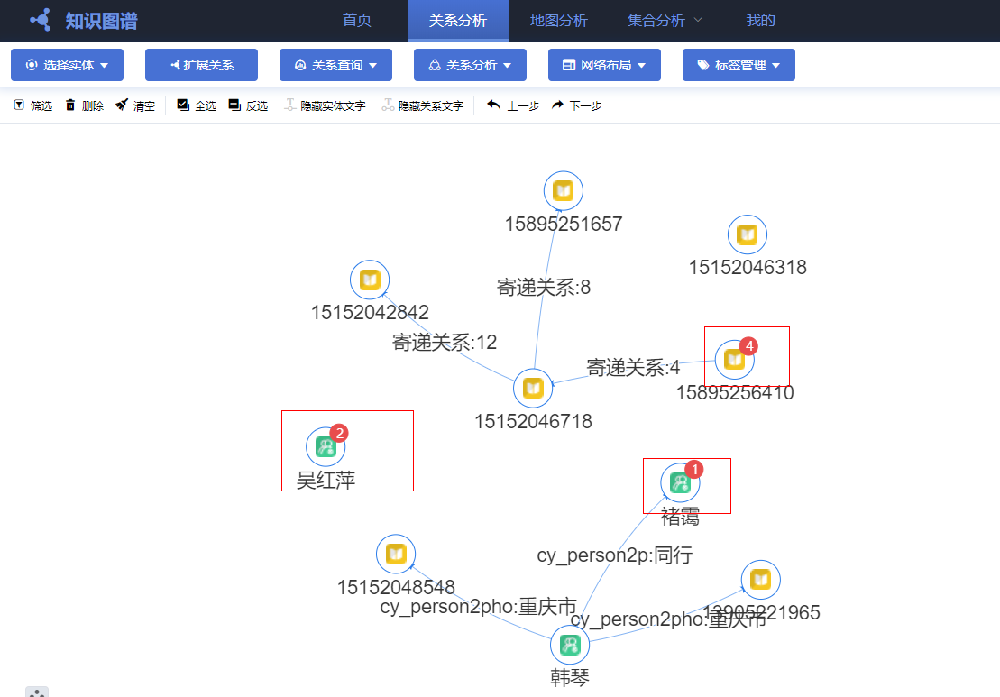 知识图谱
首页
关系分析
地图分析
集合分析
我的
选择实体
扩展关系
关系查询
关系分析
网络布局
标签管理
筛选
删除
清空
全选
反选
隐藏实体文字
隐藏关系文字
上一步
下一步
15895251657
15152046318
寄递关系:8
15152042842
寄递关系:12
4
寄递关系:4
15895256410
15152046718
2
吴红萍
1
褚霭
cy_person2p:同行
15152048548
cy_person2pho:重庆市
13905221965
cy_person2pho:重庆市
韩琴